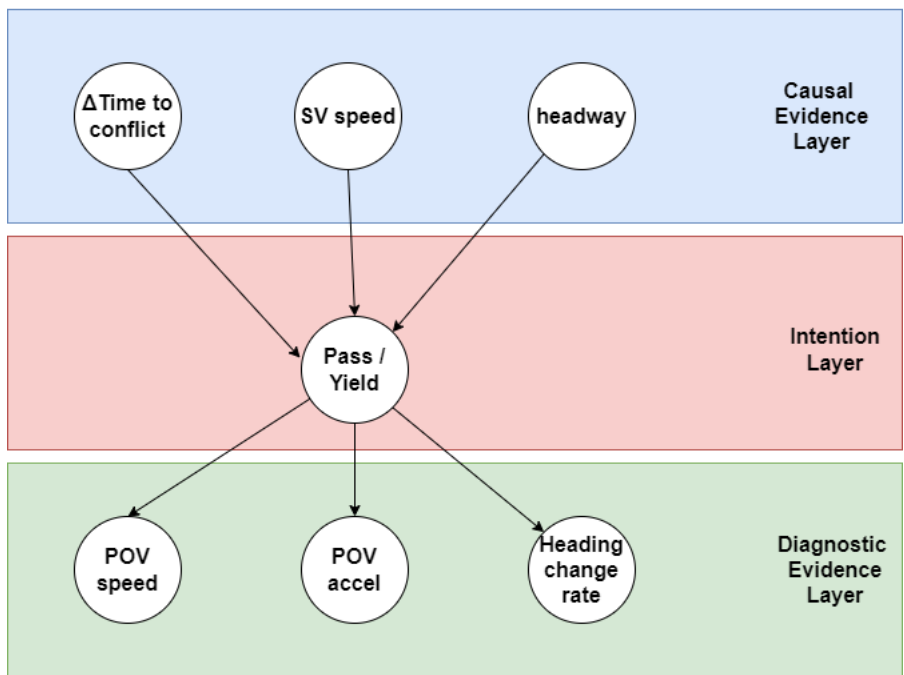 ΔTime to
conflict
SV speed
headway
Causal
Evidence
Layer
Pass /
Yield
Intention
Layer
POV
speed
POV
accel
Heading
change
rate
Diagnostic
Evidence
Layer